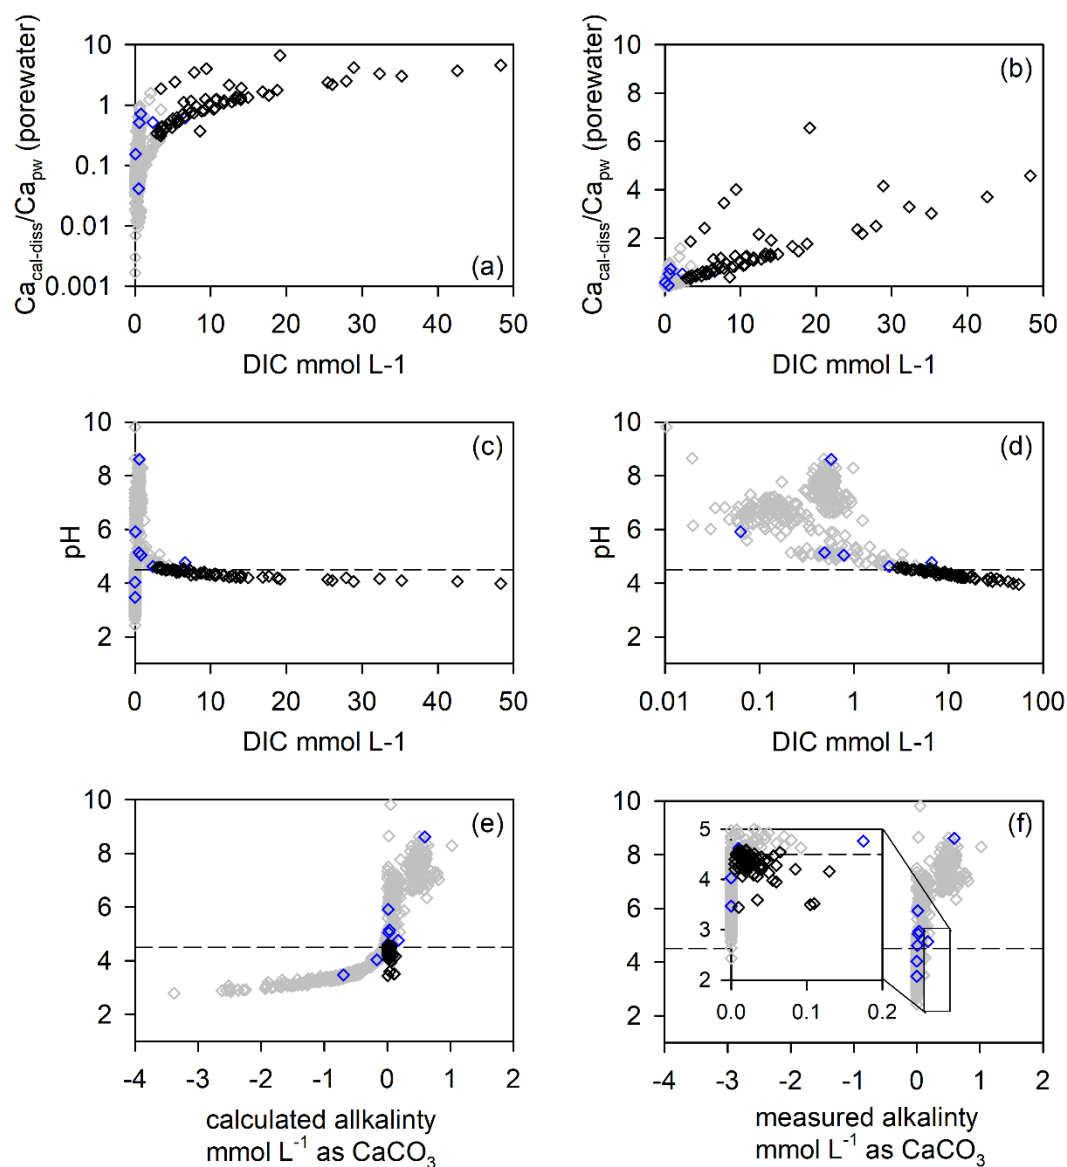 Ca_cal-diss/Ca_pw (porewater)
10
1
0.1
0.01
0.001
(a)
0 10 20 30 40 50
DIC mmol L-1
Ca_cal-diss/Ca_pw (porewater)
10
8
6
4
2
(b)
0 10 20 30 40 50
DIC mmol L-1
pH
10
8
6
4
2
(c)
0 10 20 30 40 50
DIC mmol L-1
pH
10
8
6
4
2
(d)
0.01 0.1 1 10 100
DIC mmol L-1
pH
10
8
6
4
2
(e)
-4 -3 -2 -1 0 1 2
calculated allkalinty
mmol L^-1 as CaCO_3
pH
10
8
6
4
2
(f)
5
4
3
2
0.0 0.1 0.2
-4 -3 -2 -1 0 1 2
measured alkalinty
mmol L^-1 as CaCO_3